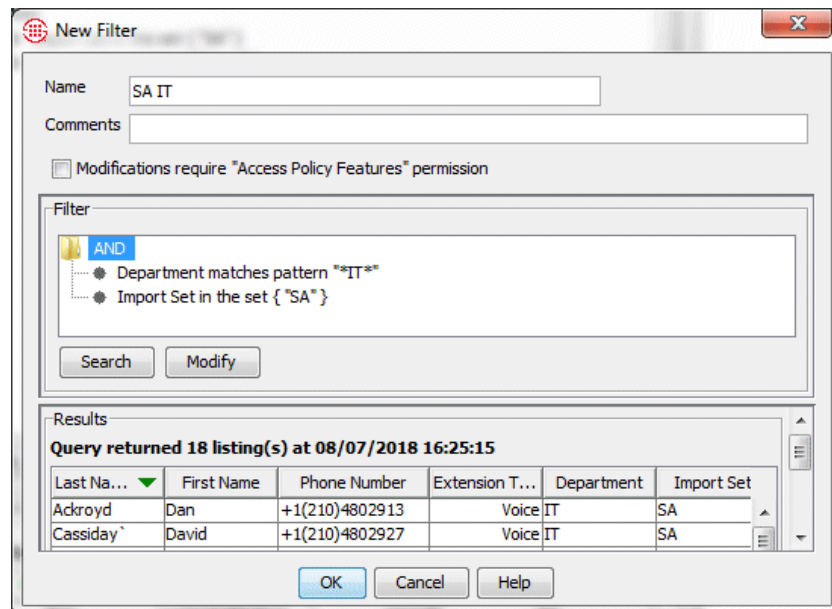 New Filter
Name SA IT
Comments
Modifications require "Access Policy Features" permission
Filter
AND
Department matches pattern "*IT*"
Import Set in the set { "SA" }
Search Modify
Results
Query returned 18 listing(s) at 08/07/2018 16:25:15
Last Na... First Name Phone Number Extension T... Department Import Set
Ackroyd Dan +1(210)4802913 Voice IT SA
Cassiday` David +1(210)4802927 Voice IT SA
OK Cancel Help